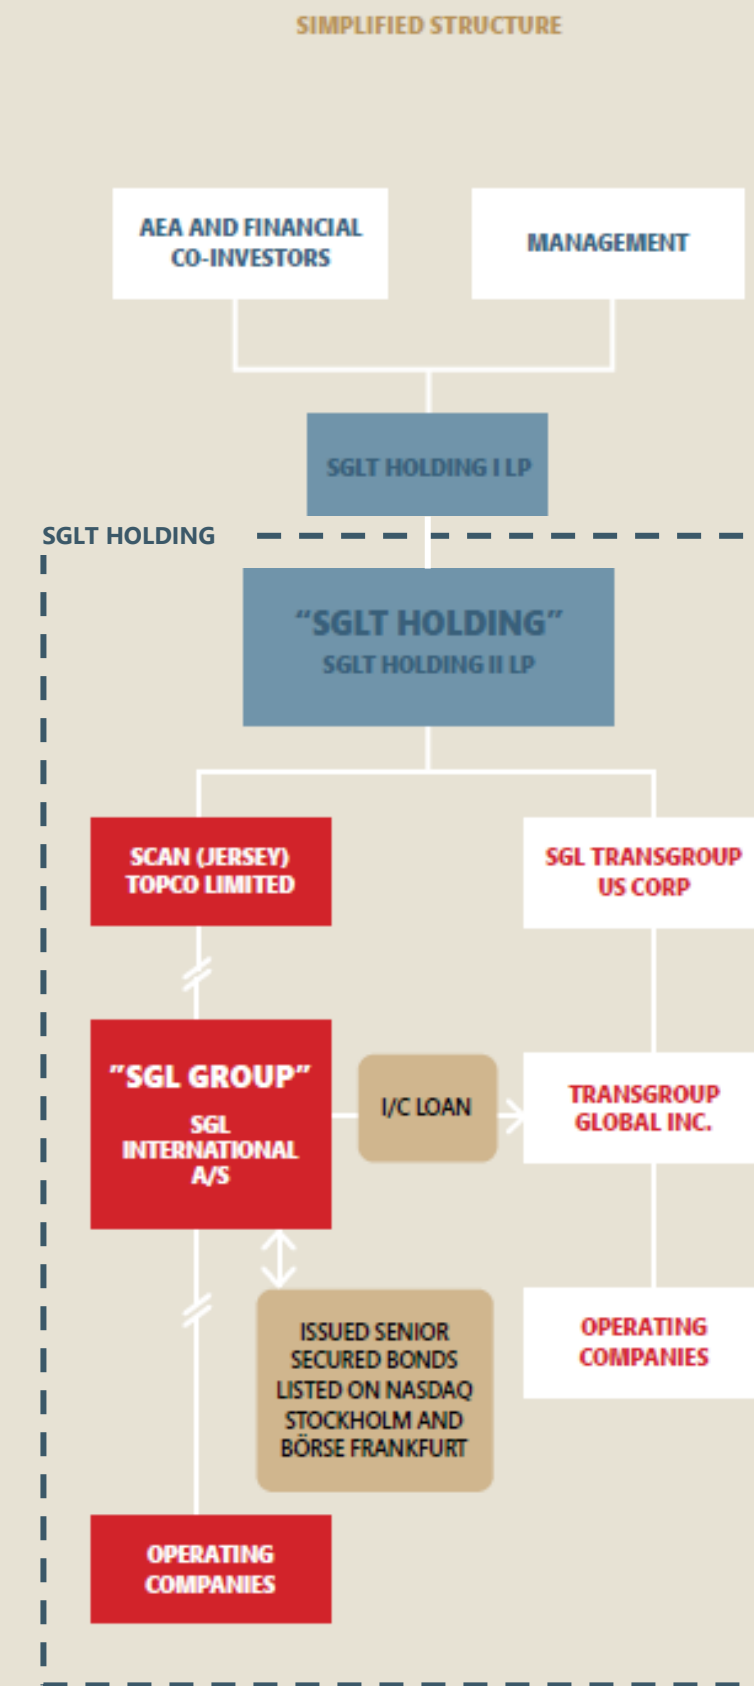 SIMPLIFIED STRUCTURE
AEA AND FINANCIAL
CO-INVESTORS
MANAGEMENT
SGLT HOLDING I LP
SGLT HOLDING
“SGLT HOLDING”
SGLT HOLDING II LP
SCAN (JERSEY)
TOPCO LIMITED
SGL TRANSGROUP
US CORP
”SGL GROUP”
SGL
INTERNATIONAL
A/S
I/C LOAN
TRANSGROUP
GLOBAL INC.
ISSUED SENIOR
SECURED BONDS
LISTED ON NASDAQ
STOCKHOLM AND
BÖRSE FRANKFURT
OPERATING
COMPANIES
OPERATING
COMPANIES